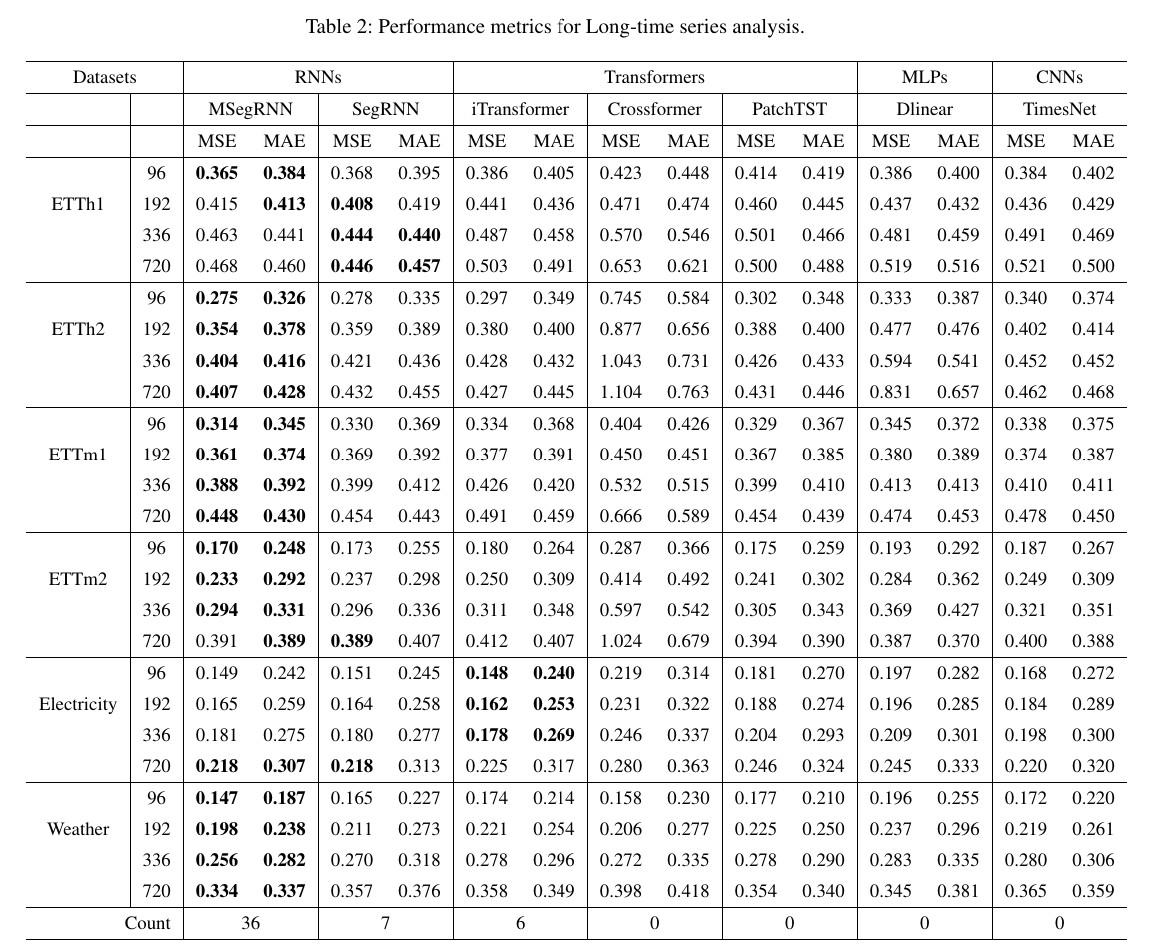 Table 2: Performance metrics for Long-time series analysis.
Datasets RNNs Transformers MLPs CNNs
MSegRNN SegRNN iTransformer Crossformer PatchTST Dlinear TimesNet
MSE MAE MSE MAE MSE MAE MSE MAE MSE MAE MSE MAE MSE MAE
96 0.365 0.384 0.368 0.395 0.386 0.405 0.423 0.448 0.414 0.419 0.386 0.400 0.384 0.402
ETTh1 192 0.415 0.413 0.408 0.419 0.441 0.436 0.471 0.474 0.460 0.445 0.437 0.432 0.436 0.429
336 0.463 0.441 0.444 0.440 0.487 0.458 0.570 0.546 0.501 0.466 0.481 0.459 0.491 0.469
720 0.468 0.460 0.446 0.457 0.503 0.491 0.653 0.621 0.500 0.488 0.519 0.516 0.521 0.500
96 0.275 0.326 0.278 0.335 0.297 0.349 0.745 0.584 0.302 0.348 0.333 0.387 0.340 0.374
ETTh2 192 0.354 0.378 0.359 0.389 0.380 0.400 0.877 0.656 0.388 0.400 0.477 0.476 0.402 0.414
336 0.404 0.416 0.421 0.436 0.428 0.432 1.043 0.731 0.426 0.433 0.594 0.541 0.452 0.452
720 0.407 0.428 0.432 0.455 0.427 0.445 1.104 0.763 0.431 0.446 0.831 0.657 0.462 0.468
96 0.314 0.345 0.330 0.369 0.334 0.368 0.404 0.426 0.329 0.367 0.345 0.372 0.338 0.375
ETTm1 192 0.361 0.374 0.369 0.392 0.377 0.391 0.450 0.451 0.367 0.385 0.380 0.389 0.374 0.387
336 0.388 0.392 0.399 0.412 0.426 0.420 0.532 0.515 0.399 0.410 0.413 0.413 0.410 0.411
720 0.448 0.430 0.454 0.443 0.491 0.459 0.666 0.589 0.454 0.439 0.474 0.453 0.478 0.450
96 0.170 0.248 0.173 0.255 0.180 0.264 0.287 0.366 0.175 0.259 0.193 0.292 0.187 0.267
ETTm2 192 0.233 0.292 0.237 0.298 0.250 0.309 0.414 0.492 0.241 0.302 0.284 0.362 0.249 0.309
336 0.294 0.331 0.296 0.336 0.311 0.348 0.597 0.542 0.305 0.343 0.369 0.427 0.321 0.351
720 0.391 0.389 0.389 0.407 0.412 0.407 1.024 0.679 0.394 0.390 0.387 0.370 0.400 0.388
96 0.149 0.242 0.151 0.245 0.148 0.240 0.219 0.314 0.181 0.270 0.197 0.282 0.168 0.272
Electricity 192 0.165 0.259 0.164 0.258 0.162 0.253 0.231 0.322 0.188 0.274 0.196 0.285 0.184 0.289
336 0.181 0.275 0.180 0.277 0.178 0.269 0.246 0.337 0.204 0.293 0.209 0.301 0.198 0.300
720 0.218 0.307 0.218 0.313 0.225 0.317 0.280 0.363 0.246 0.324 0.245 0.333 0.220 0.320
96 0.147 0.187 0.165 0.227 0.174 0.214 0.158 0.230 0.177 0.210 0.196 0.255 0.172 0.220
Weather 192 0.198 0.238 0.211 0.273 0.221 0.254 0.206 0.277 0.225 0.250 0.237 0.296 0.219 0.261
336 0.256 0.282 0.270 0.318 0.278 0.296 0.272 0.335 0.278 0.290 0.283 0.335 0.280 0.306
720 0.334 0.337 0.357 0.376 0.358 0.349 0.398 0.418 0.354 0.340 0.345 0.381 0.365 0.359
Count 36 7 6 0 0 0 0